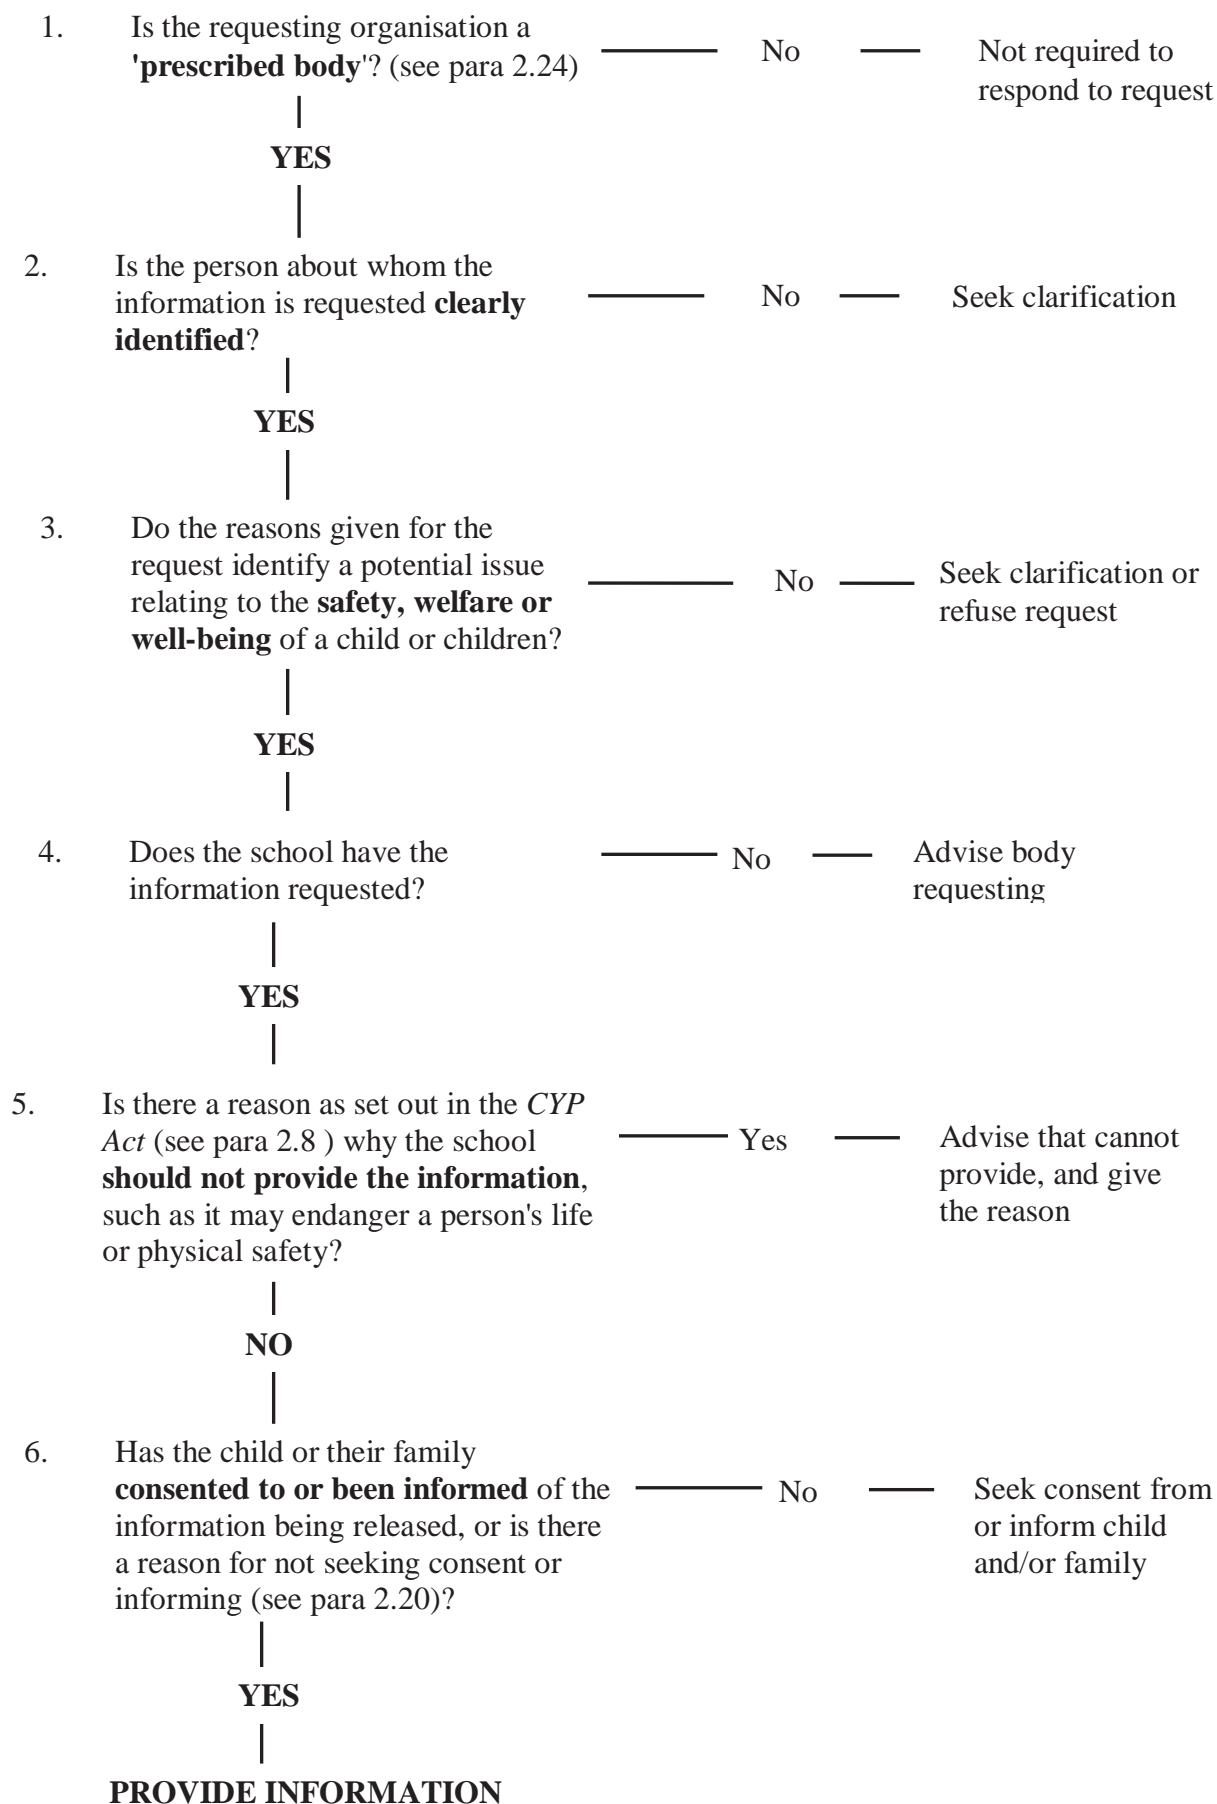 1. Is the requesting organisation a
'prescribed body'? (see para 2.24)
No
Not required to
respond to request
YES
2. Is the person about whom the
information is requested clearly
identified?
No
Seek clarification
YES
3. Do the reasons given for the
request identify a potential issue
relating to the safety, welfare or
well-being of a child or children?
No
Seek clarification or
refuse request
YES
4. Does the school have the
information requested?
No
Advise body
requesting
YES
5. Is there a reason as set out in the CYP
Act (see para 2.8 ) why the school
should not provide the information,
such as it may endanger a person's life
or physical safety?
Yes
Advise that cannot
provide, and give
the reason
NO
6. Has the child or their family
consented to or been informed of the
information being released, or is there
a reason for not seeking consent or
informing (see para 2.20)?
No
Seek consent from
or inform child
and/or family
YES
PROVIDE INFORMATION